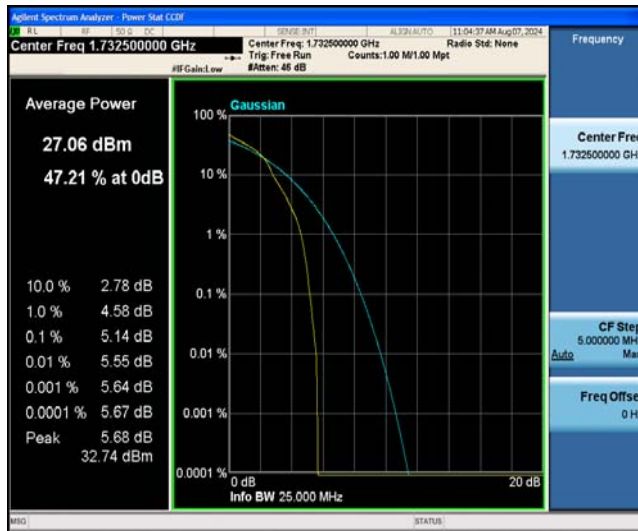 Agilent Spectrum Analyzer - Power Stat CCDF
RL RF 50 Ω DC SENSE:INT ALIGN AUTO 11:04:37 AM Aug 07, 2024
Center Freq 1.732500000 GHz
Center Freq: 1.732500000 GHz Radio Std: None
Trig: Free Run Counts:1.00 M/1.00 Mpt
#IFGain:Low #Atten: 46 dB
Frequency
Average Power
27.06 dBm
47.21 % at 0dB
10.0 % 2.78 dB
1.0 % 4.58 dB
0.1 % 5.14 dB
0.01 % 5.55 dB
0.001 % 5.64 dB
0.0001 % 5.67 dB
Peak 5.68 dB
32.74 dBm
Gaussian
100 %
10 %
1 %
0.1 %
0.01 %
0.001 %
0.0001 %
0 dB 20 dB
Info BW 25.000 MHz
Center Fre
1.732500000 GH
CF Step
5.000000 MH
Auto Ma
Freq Offse
0 H
MSG STATUS